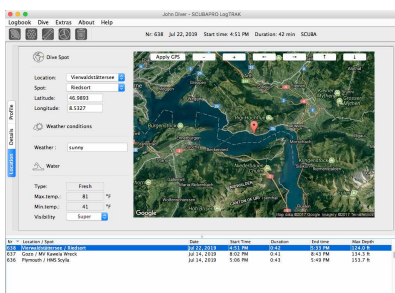 John Diver - SCUBAPRO LogTRAK
Logbook Dive Extras About Help
Nr: 638 Jul 22, 2019 Start time: 4:51 PM Duration: 42 min SCUBA
Profile
Details
Location
Dive Spot
Location: Vierwaldstättersee
Spot: Riedsort
Latitude: 46.9893
Longitude: 8.5327
Weather conditions
Weather : sunny
Water
Type: Fresh
Max.temp.: 81 °F
Min.temp.: 41 °F
Visibility Super
Apply GPS - + ← → ↑ ↓
Google
Nr Location / Spot Date Start Time Duration End time Max Depth
638 Vierwaldstättersee / Riedsort Jul 22, 2019 4:51 PM 0:42 5:33 PM 124.0 ft
637 Gozo / MV Kawela Wreck Jul 14, 2019 8:02 PM 0:41 8:43 PM 134.3 ft
636 Plymouth / HMS Scylla Jul 14, 2019 5:06 PM 0:43 5:49 PM 153.7 ft